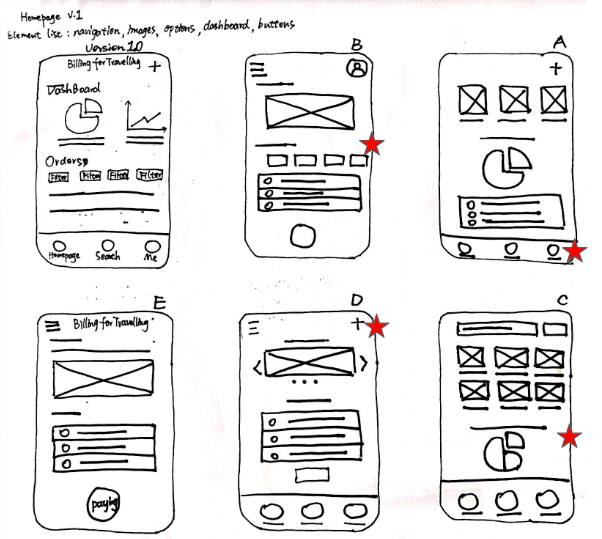 Homepage V.1
Element list : navigation, images, options, dashboard, buttons
Version 1.0
Billing for Travelling +
DashBoard
Orders
Filter Filter Filter Filter
Homepage Search Me
B
A
+
E
Billing for Travelling
paying
D
+
C